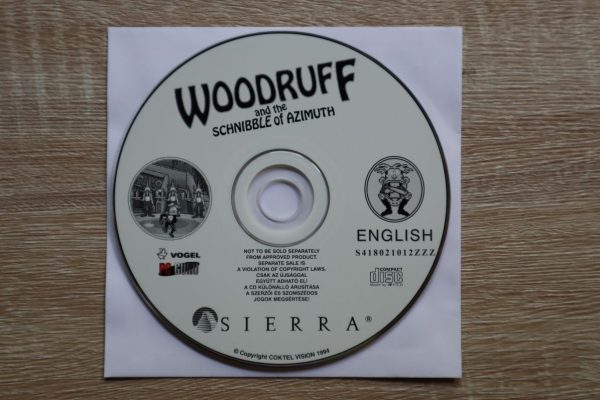 WOODRUFF
and the
SCHNIBBLE of AZIMUTH
ENGLISH
S418021012ZZZ
VOGEL
NOT TO BE SOLD SEPARATELY
FROM APPROVED PRODUCT.
SEPARATE SALE IS
A VIOLATION OF COPYRIGHT LAWS.
CSAK AZ ÚJSÁGGAL
EGYÜTT ADHATÓ EL!
A CD KÜLÖNÁLLÓ ÁRUSÍTÁSA
A SZERZŐI ÉS SZOMSZÉDOS
JOGOK MEGSÉRTÉSE!
COMPACT
disc
SIERRA®
© Copyright COKTEL VISION 1994